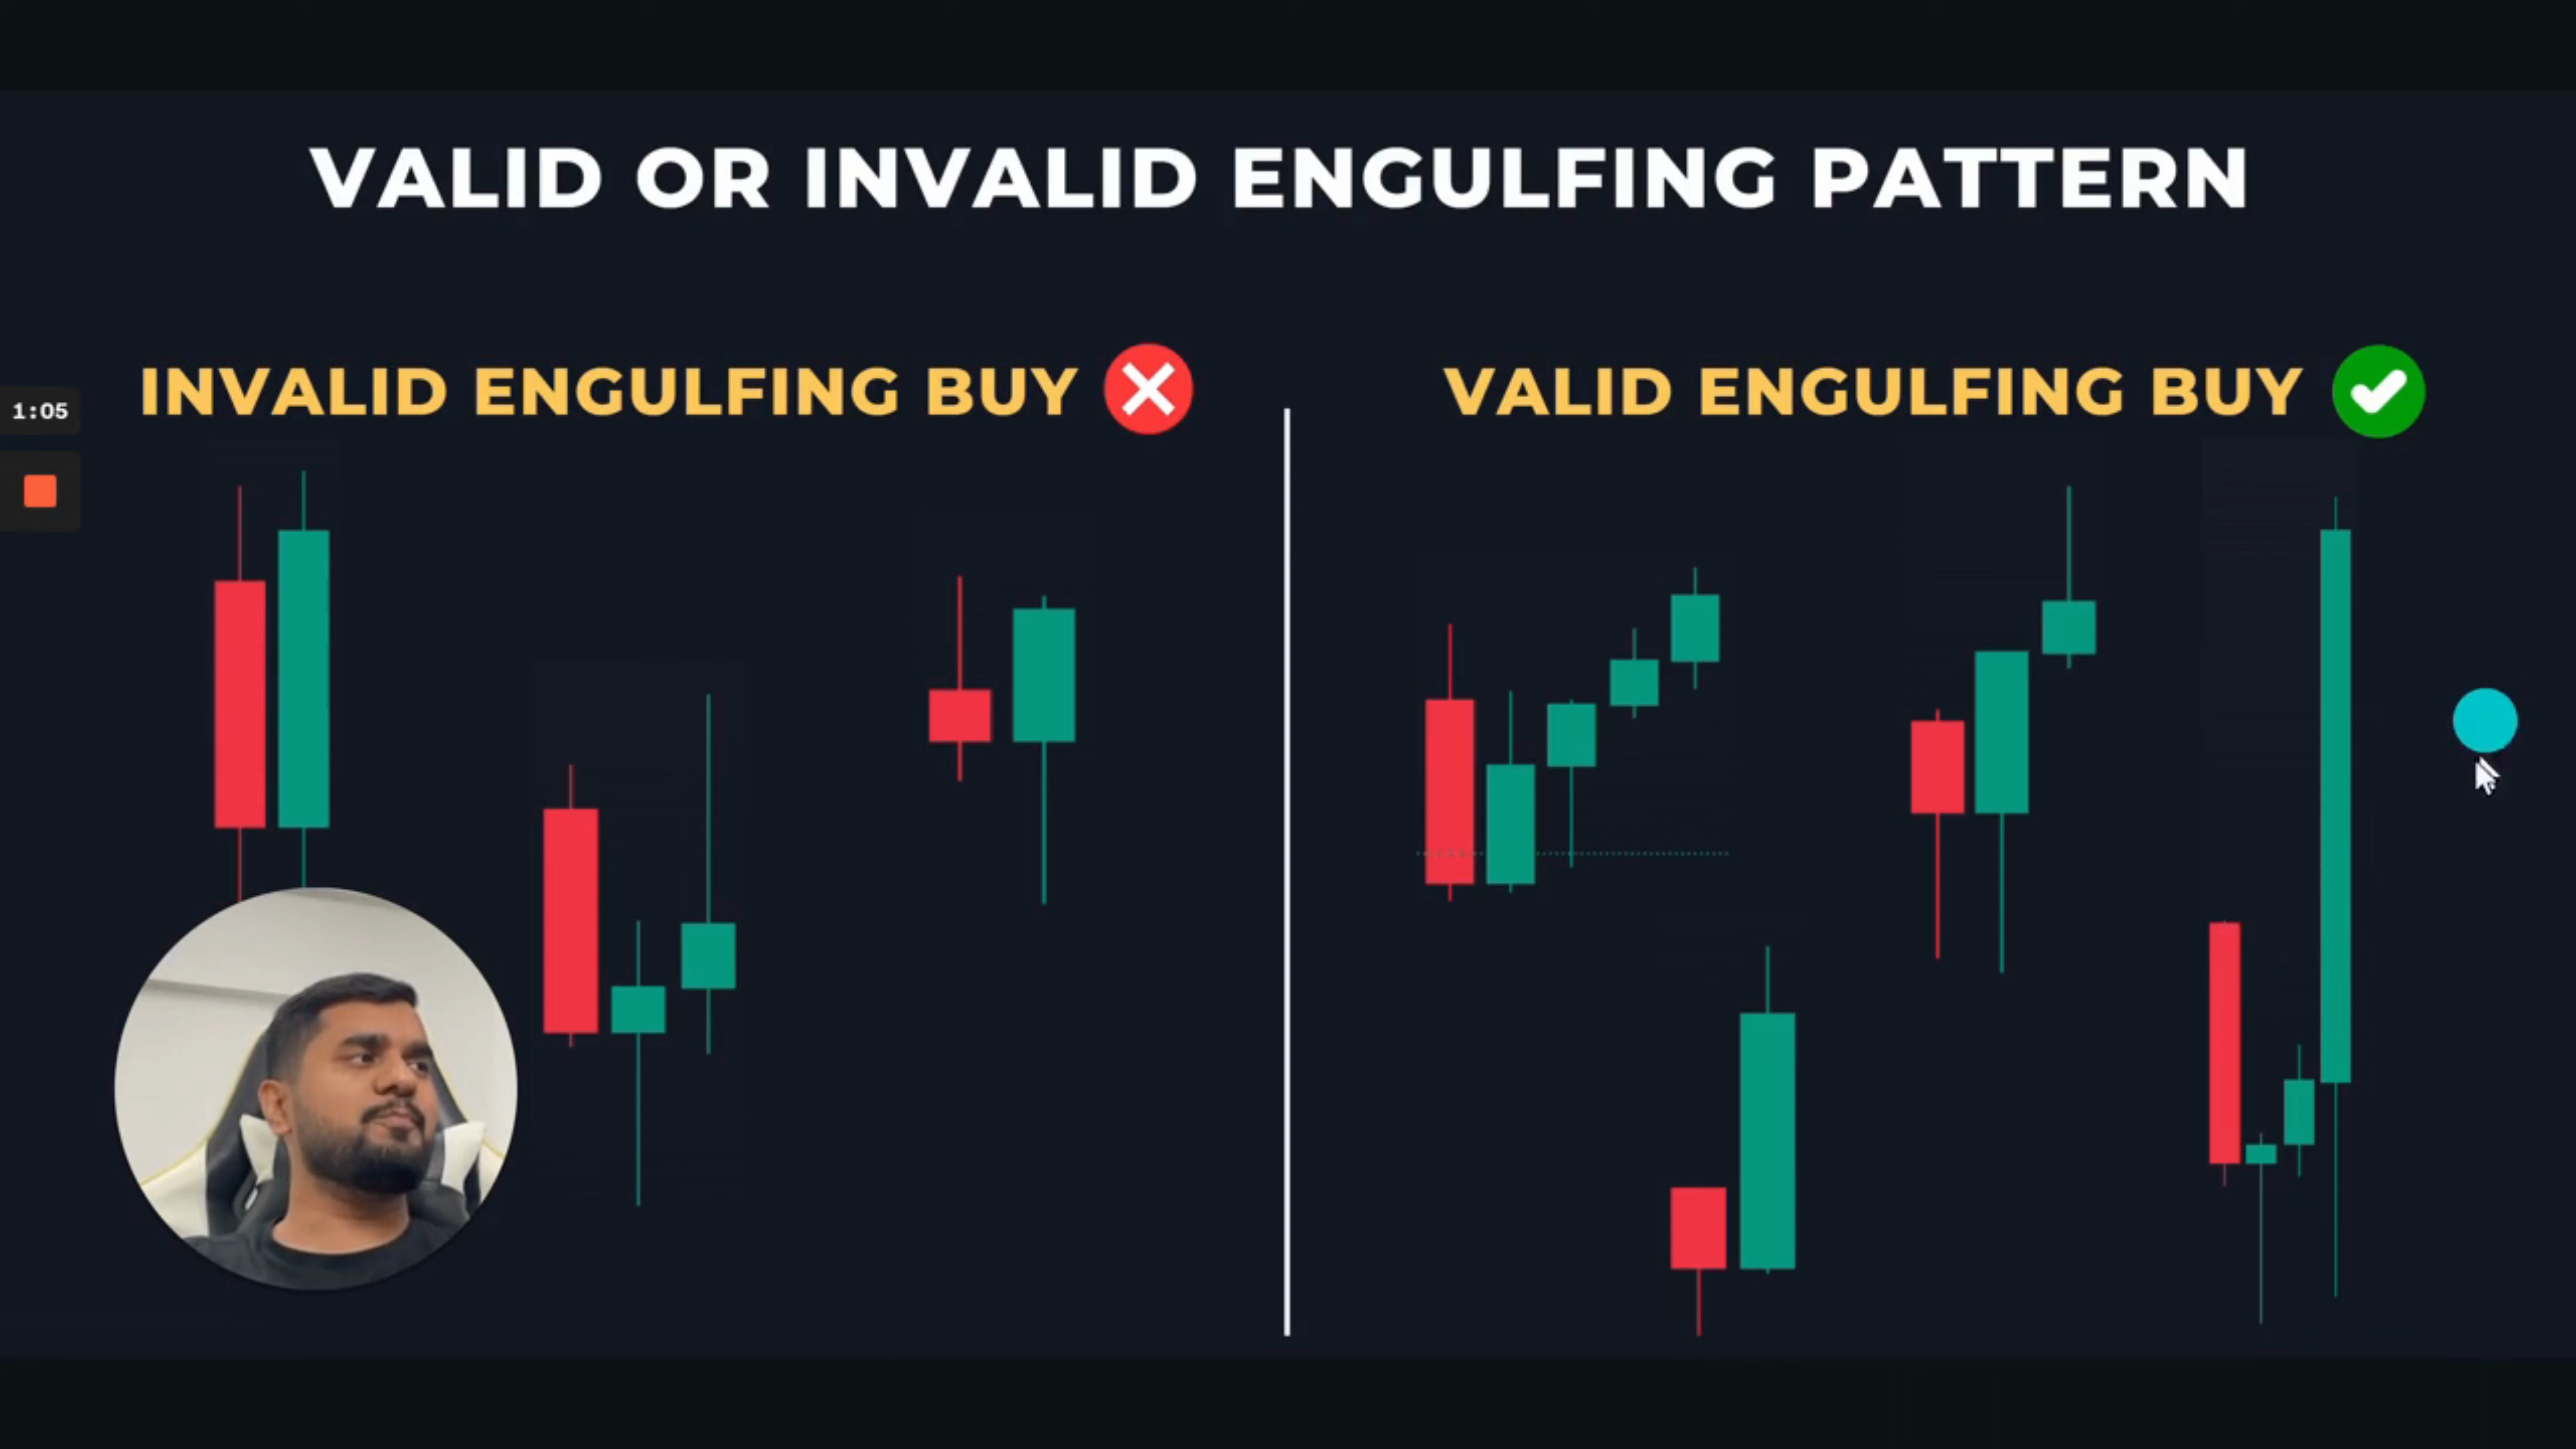 VALID OR INVALID ENGULFING PATTERN
INVALID ENGULFING BUY
VALID ENGULFING BUY
1:05